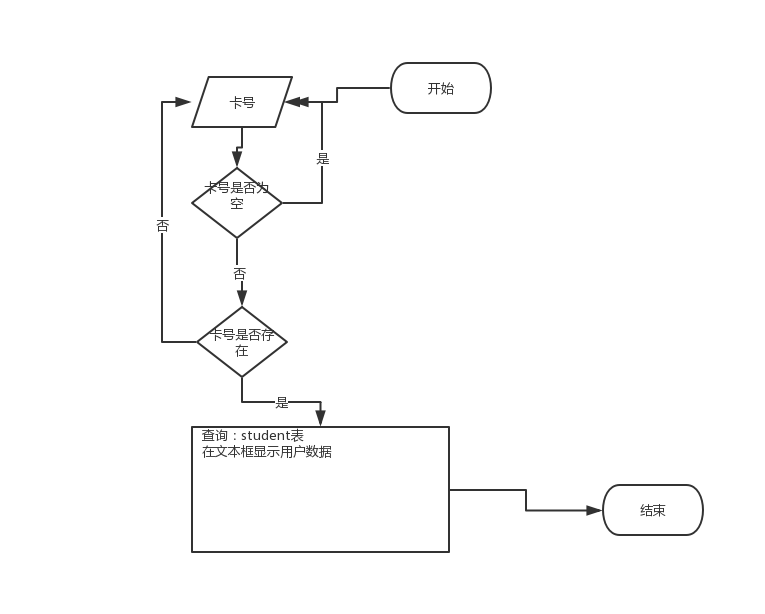 开始
卡号
是
卡号是否为
空
否
否
卡号是否存
在
是
查询：student表
在文本框显示用户数据
结束